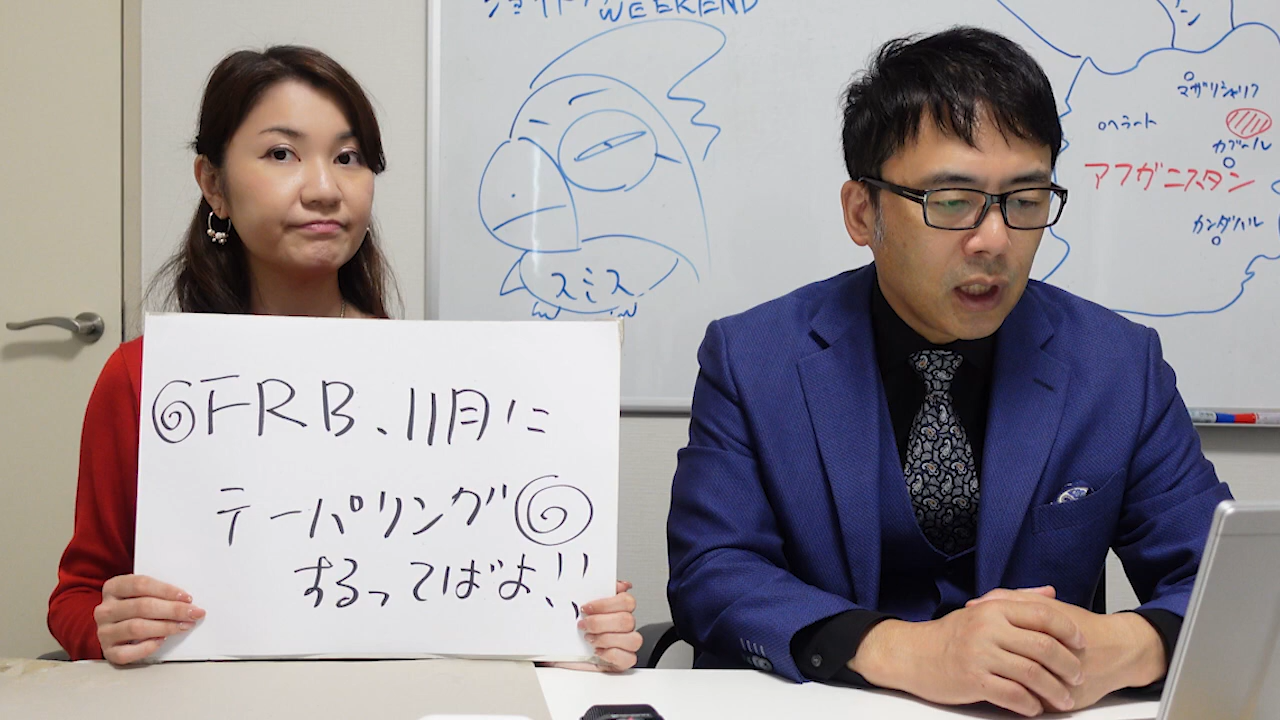 WEEKEND
スミス
マザリシャリフ
ヘラート
カブール
アフガニスタン
カンダハル
FRB、11月に
テーパリング
するってばよ!!